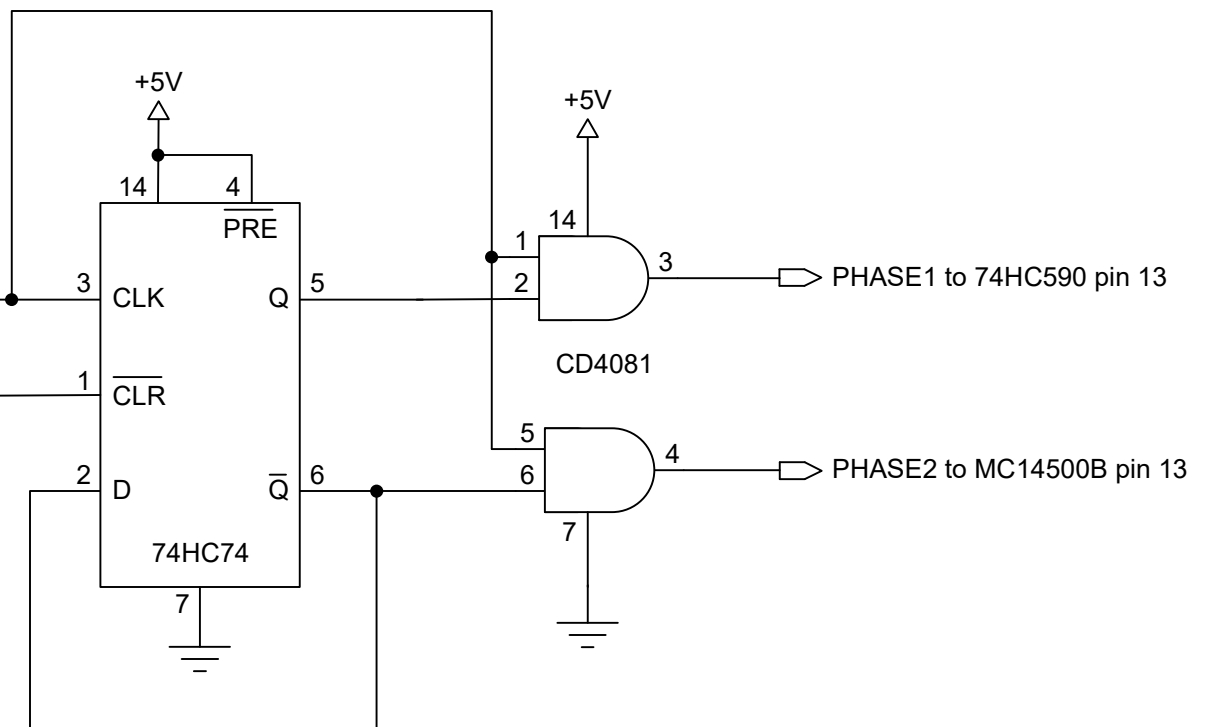 +5V
+5V
14
4
PRE
14
1
3
PHASE1 to 74HC590 pin 13
3
CLK
Q
5
2
CD4081
1
CLR
5
4
PHASE2 to MC14500B pin 13
2
D
Q
6
6
7
74HC74
7